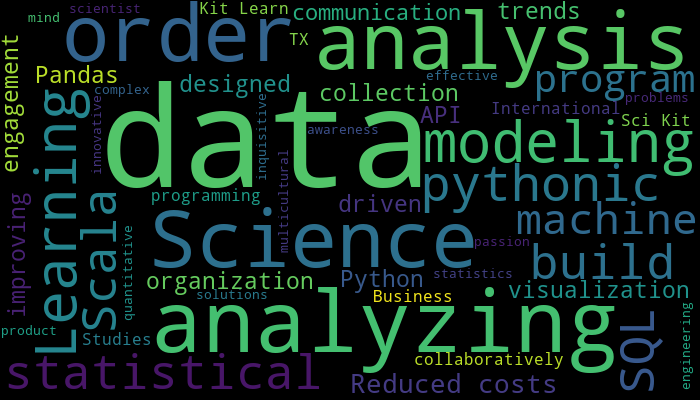 scientist
Kit Learn
communication
trends
mind
order
TX
analysis
engagement
Pandas
designed
effective
program
complex
collection
International
problems
data
API
Sci Kit
innovative
inquisitive
awareness
modeling
Learning
programming
multicultural
driven
pythonic
improving
Scala
Science
machine
passion
quantitative
organization
Python
statistics
build
solutions
Business
visualization
product
Studies
analyzing
SQL
engineering
collaboratively
statistical
Reduced costs